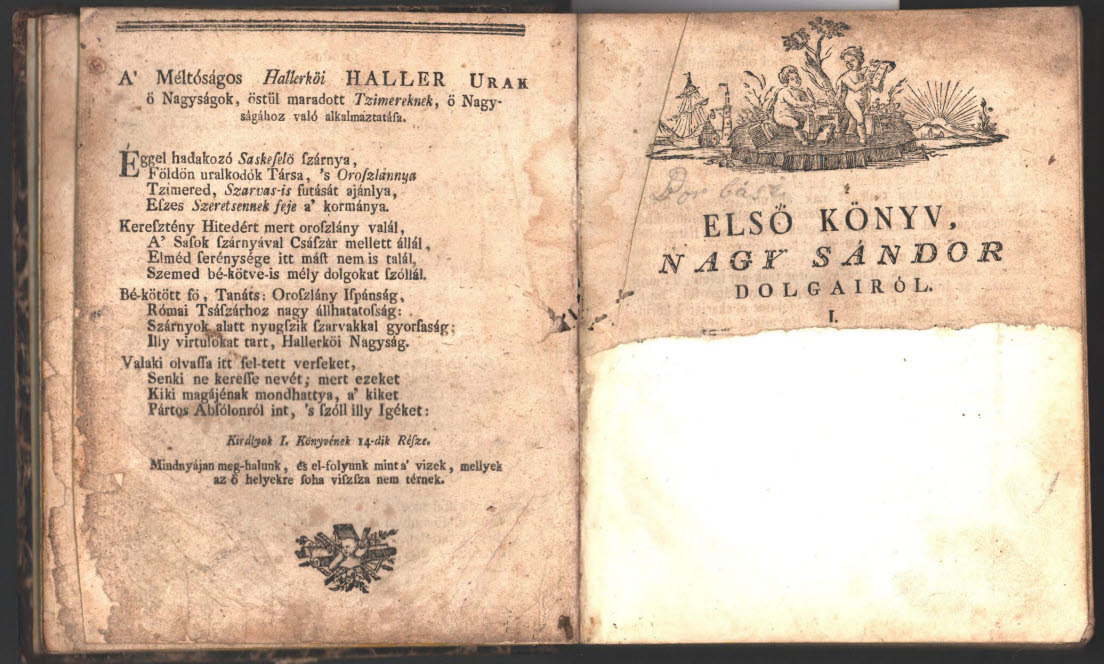 A' Méltóságos Hallerköi HALLER URAK
ö Nagyságok, östül maradott Tzimereknek, ö Nagy-
ságához való alkalmaztatáſa.
Éggel hadakozó Saskeſelö ſzárnya,
Földön uralkodók Társa, 's Oroſzlánnya
Tzimered, Szarvas-is futását ajánlya,
Eſzes Szeretsennek feje a' kormánya.
Kereſztény Hitedért mert oroſzlány valál,
A' Saſok ſzárnyával Csáſzár mellett állál,
Elméd ſerénysége itt máſt nem is talál,
Szemed bé-kötve-is mély dolgokat ſzóllál.
Bé-kötött fö, Tanáts: Oroſzlány Iſpánság,
Római Tsáſzárhoz nagy állhatatoſság:
Szárnyok alatt nyugſzik ſzarvakkal gyorſaság;
Illy virtuſokat tart, Hallerköi Nagyság.
Valaki olvaſſa itt fel-tett verſeket,
Senki ne kereſſe nevét; mert ezeket
Kiki magájénak mondhattya, a' kiket
Pártos Abſólonról int, 's ſzóll illy Igéket:
Királyok I. Könyvének 14-dik Réſze.
Mindnyájan meg-halunk, és el-folyunk mint a' vizek, mellyek
az ö helyekre ſoha viſzſza nem térnek.
ELSÖ KÖNYV,
NAGY SÁNDOR
DOLGAIRÓL.
I.